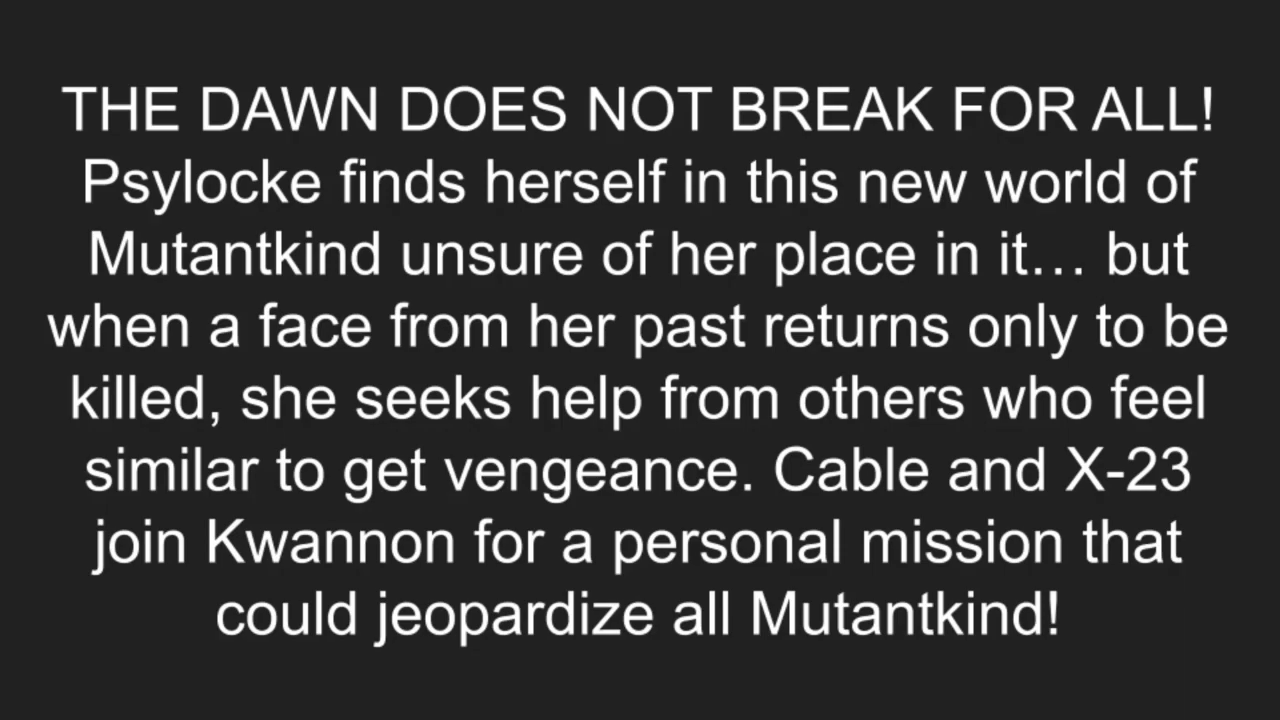 THE DAWN DOES NOT BREAK FOR ALL!
Psylocke finds herself in this new world of
Mutantkind unsure of her place in it… but
when a face from her past returns only to be
killed, she seeks help from others who feel
similar to get vengeance. Cable and X-23
join Kwannon for a personal mission that
could jeopardize all Mutantkind!